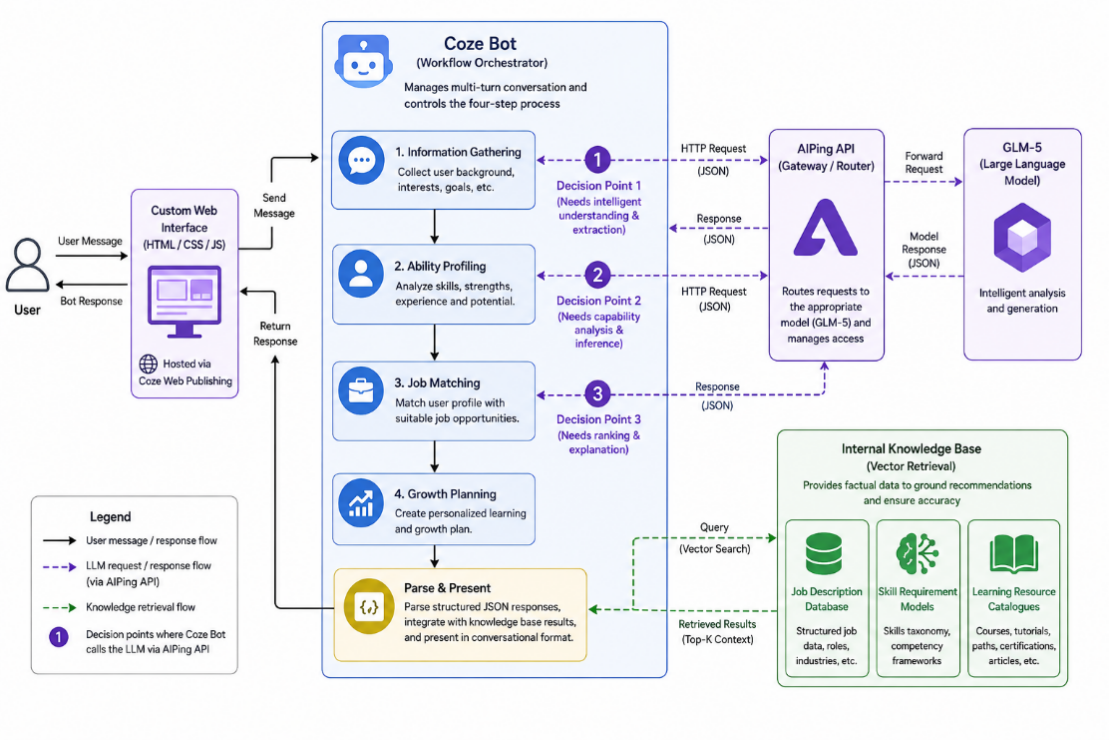 Coze Bot
(Workflow Orchestrator)
Manages multi-turn conversation and
controls the four-step process
1. Information Gathering
Collect user background,
interests, goals, etc.
2. Ability Profiling
Analyze skills, strengths,
experience and potential.
3. Job Matching
Match user profile with
suitable job opportunities.
4. Growth Planning
Create personalized learning
and growth plan.
Parse & Present
Parse structured JSON responses,
integrate with knowledge base results,
and present in conversational format.
{,}
User
User Message
Bot Response
Custom Web
Interface
(HTML / CSS / JS)
Hosted via
Coze Web Publishing
Send
Message
Return
Response
1
Decision Point 1
(Needs intelligent
understanding &
extraction)
2
Decision Point 2
(Needs capability
analysis &
inference)
3
Decision Point 3
(Needs ranking &
explanation)
HTTP Request
(JSON)
Response
(JSON)
HTTP Request
(JSON)
Response
(JSON)
AIPing API
(Gateway / Router)
Routes requests to
the appropriate
model (GLM-5) and
manages access
Forward
Request
Model
Response
(JSON)
GLM-5
(Large Language
Model)
Intelligent analysis
and generation
Query
(Vector Search)
Retrieved Results
(Top-K Context)
Internal Knowledge Base
(Vector Retrieval)
Provides factual data to ground recommendations
and ensure accuracy
Job Description
Database
Structured job
data, roles,
industries, etc.
Skill Requirement
Models
Skills taxonomy,
competency
frameworks
Learning Resource
Catalogues
Courses, tutorials,
paths, certifications,
articles, etc.
Legend
User message / response flow
LLM request / response flow
(via AIPing API)
Knowledge retrieval flow
1
Decision points where Coze Bot
calls the LLM via AIPing API